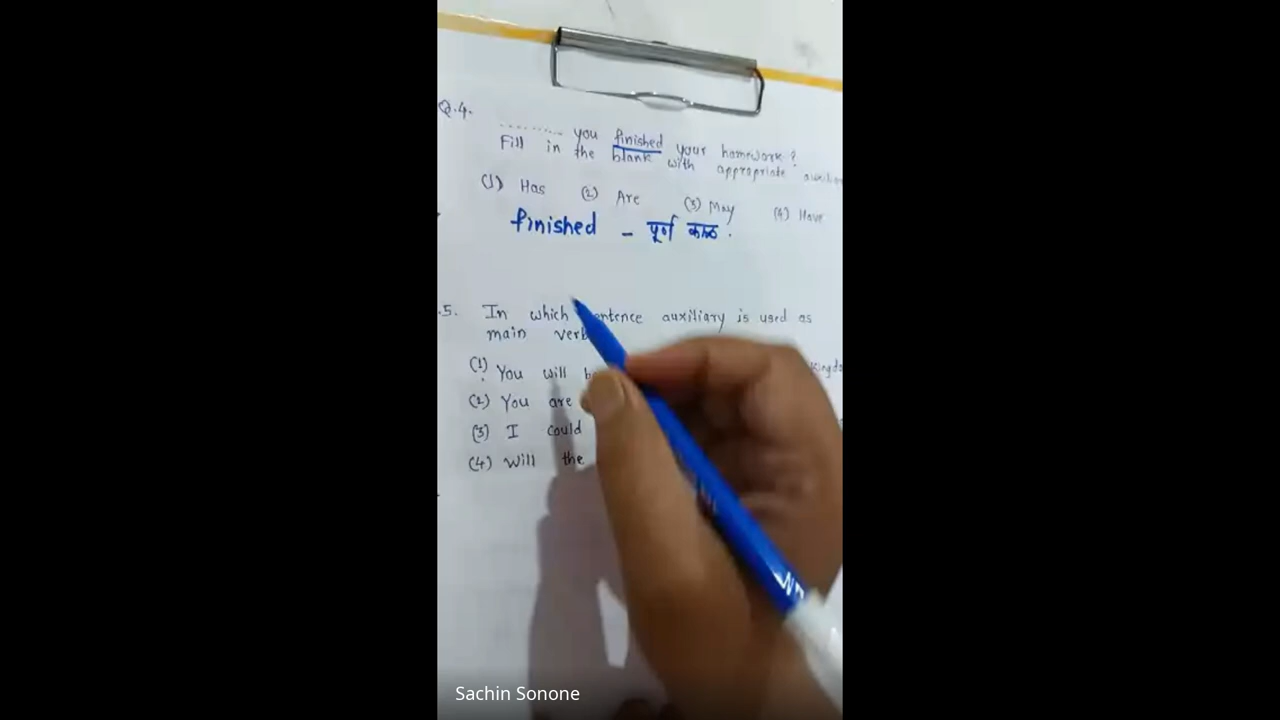 Q.4.
............ you finished your homework?
Fill in the blank with appropriate
(1) Has (2) Are (3) May (4) Have
finished - पूर्ण काळ.
.5. In which sentence auxiliary is used as
main verb
(1) You will
(2) You are
(3) I could
(4) Will the
Sachin Sonone